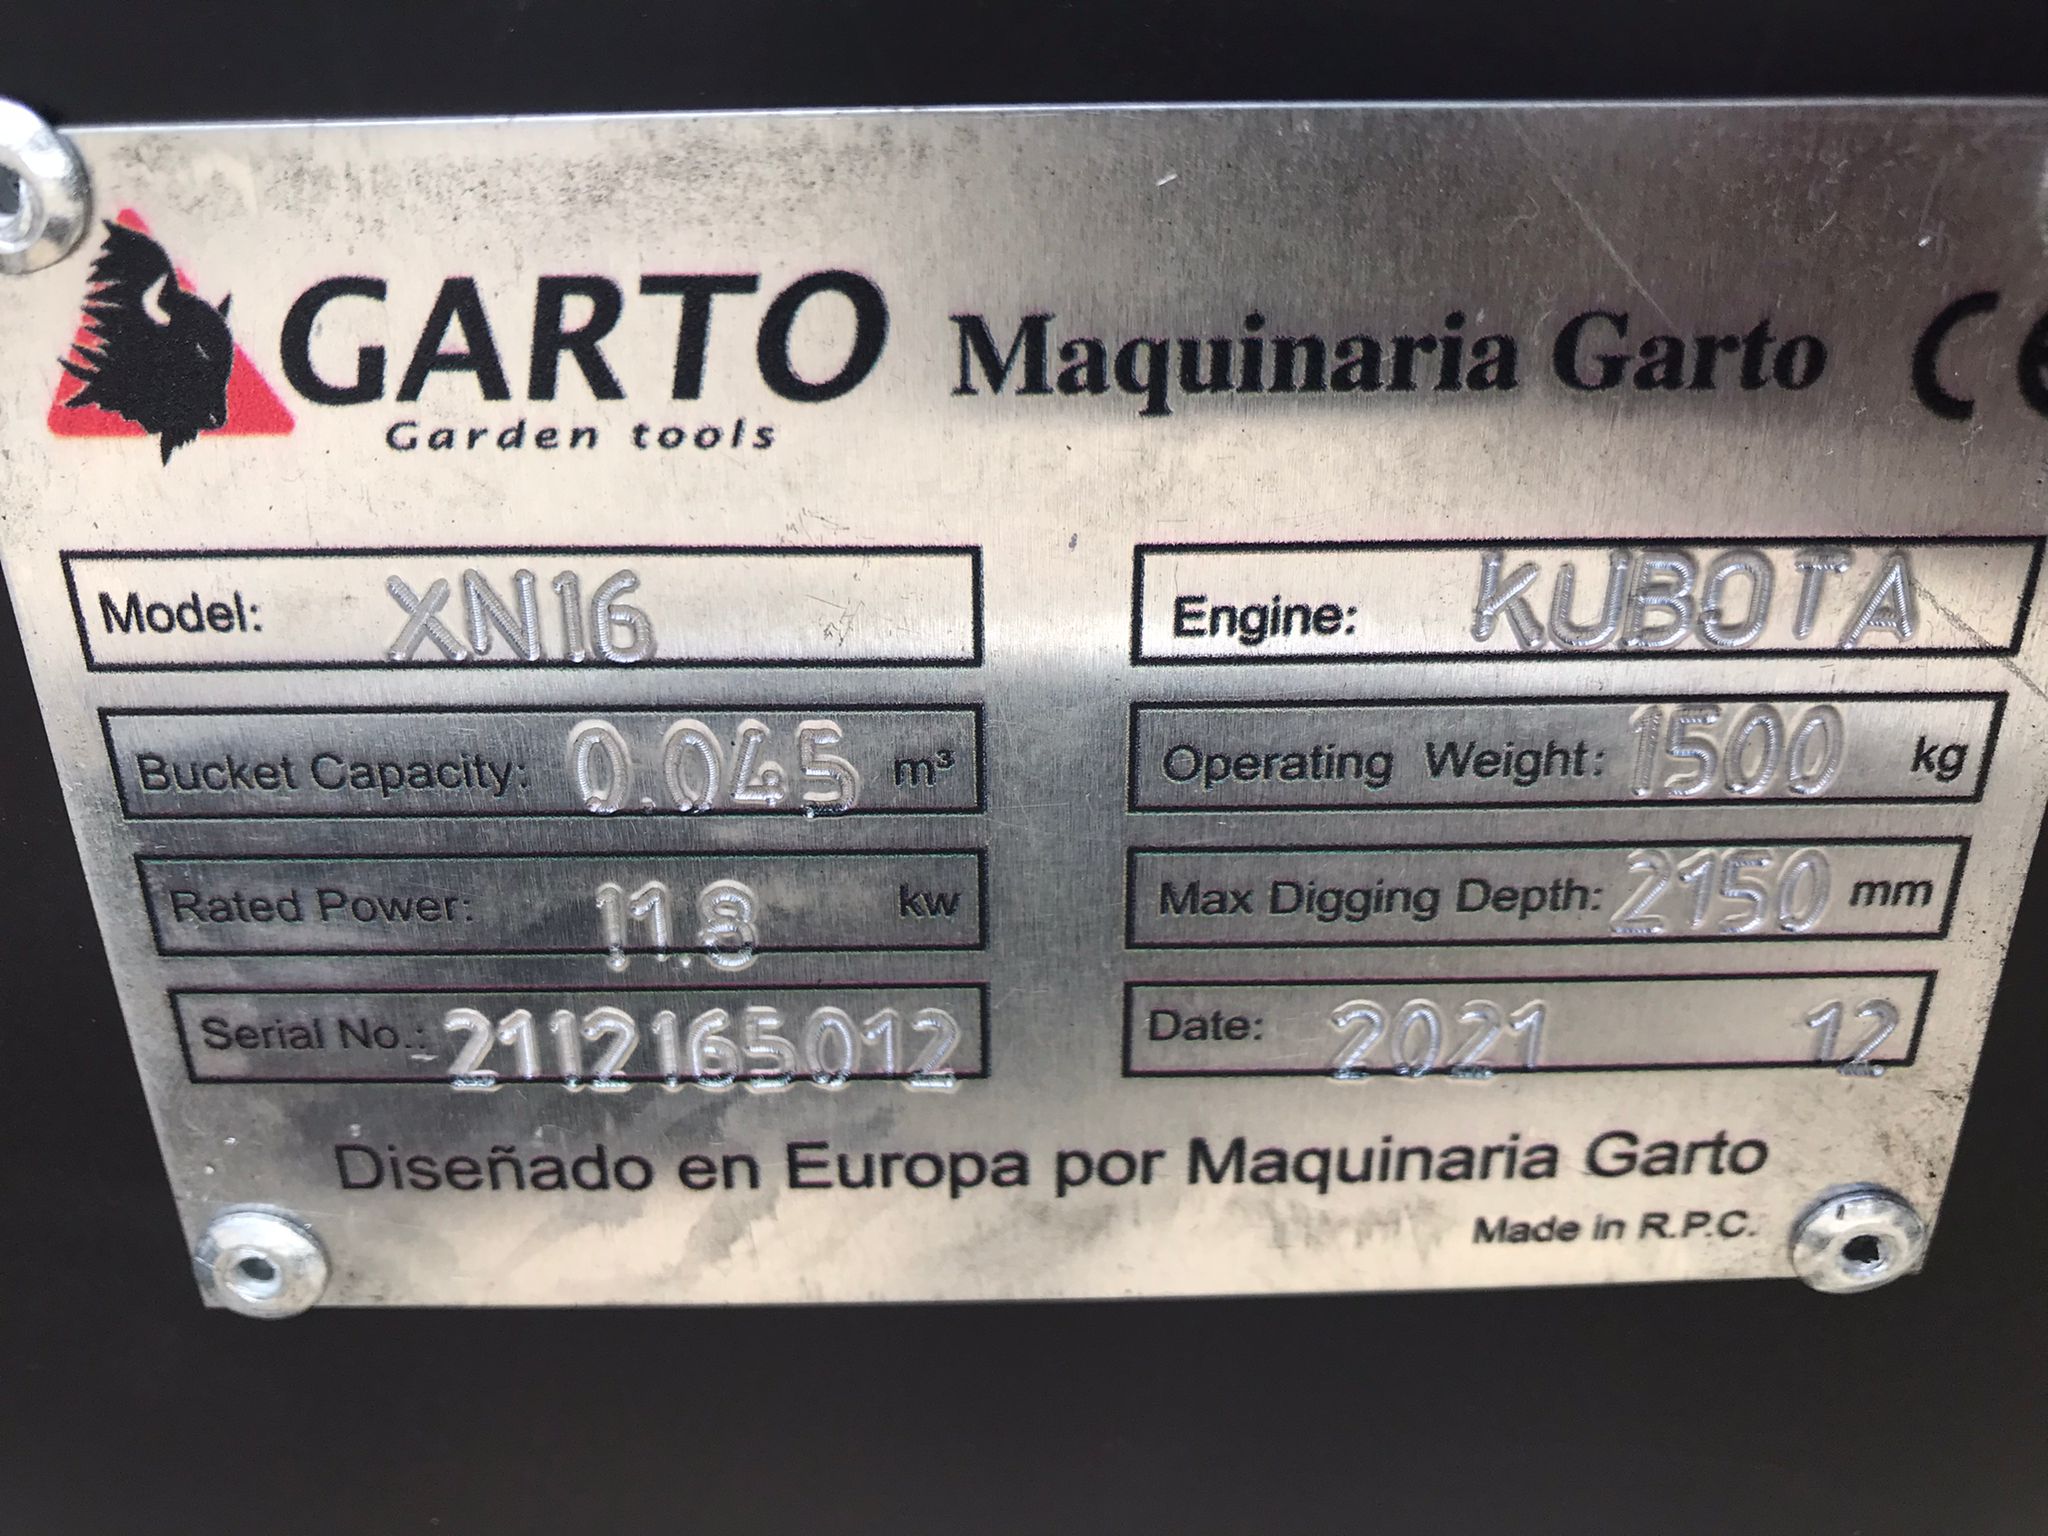 GARTO Maquinaria Garto CE
Garden tools
Model: XN16 Engine: KUBOTA
Bucket Capacity: 0.045 m³ Operating Weight: 1500 kg
Rated Power: 11.8 kw Max Digging Depth: 2150 mm
Serial No.: 2112165012 Date: 2021 12
Diseñado en Europa por Maquinaria Garto
Made in R.P.C.